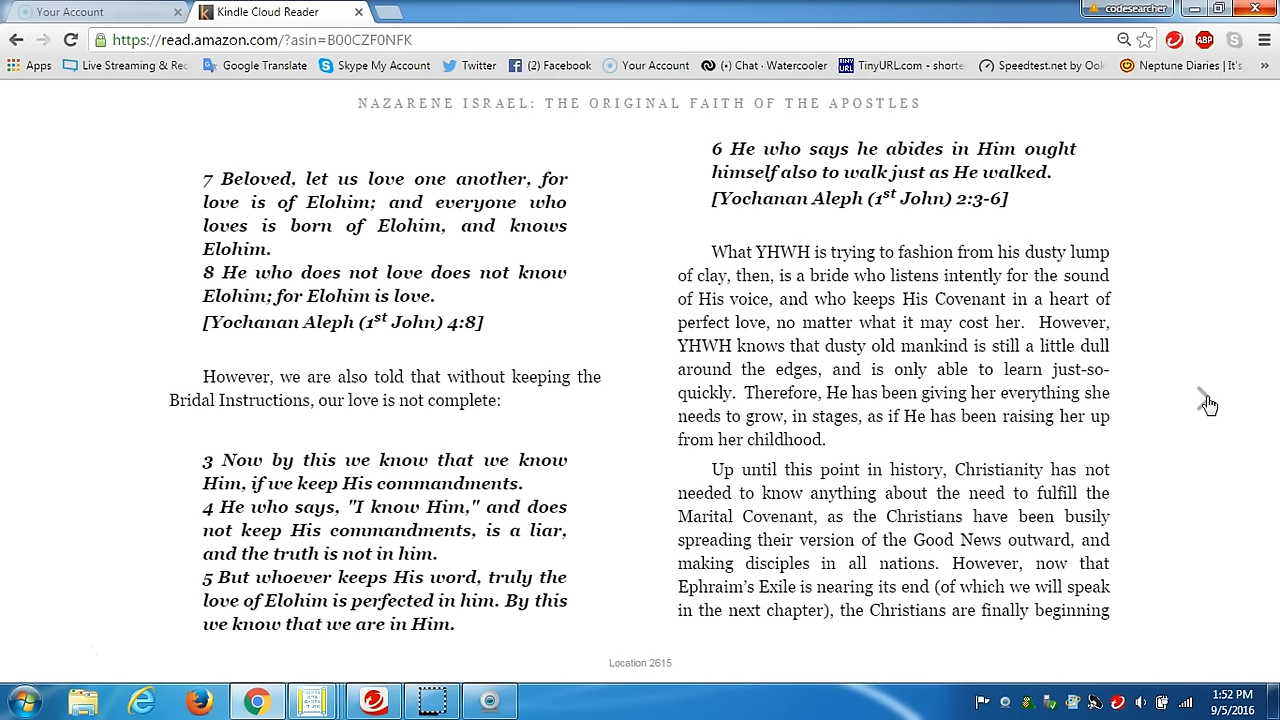 Your Account
Kindle Cloud Reader
codesearcher
https://read.amazon.com/?asin=B00CZF0NFK
Apps
Live Streaming & Rec
Google Translate
Skype My Account
Twitter
(2) Facebook
Your Account
(•) Chat · Watercooler
TinyURL.com - shorte
Speedtest.net by Ook
Neptune Diaries | It's
NAZARENE ISRAEL: THE ORIGINAL FAITH OF THE APOSTLES
7 Beloved, let us love one another, for
love is of Elohim; and everyone who
loves is born of Elohim, and knows
Elohim.
8 He who does not love does not know
Elohim; for Elohim is love.
[Yochanan Aleph (1st John) 4:8]
However, we are also told that without keeping the
Bridal Instructions, our love is not complete:
3 Now by this we know that we know
Him, if we keep His commandments.
4 He who says, "I know Him," and does
not keep His commandments, is a liar,
and the truth is not in him.
5 But whoever keeps His word, truly the
love of Elohim is perfected in him. By this
we know that we are in Him.
6 He who says he abides in Him ought
himself also to walk just as He walked.
[Yochanan Aleph (1st John) 2:3-6]
What YHWH is trying to fashion from his dusty lump
of clay, then, is a bride who listens intently for the sound
of His voice, and who keeps His Covenant in a heart of
perfect love, no matter what it may cost her. However,
YHWH knows that dusty old mankind is still a little dull
around the edges, and is only able to learn just-so-
quickly. Therefore, He has been giving her everything she
needs to grow, in stages, as if He has been raising her up
from her childhood.
Up until this point in history, Christianity has not
needed to know anything about the need to fulfill the
Marital Covenant, as the Christians have been busily
spreading their version of the Good News outward, and
making disciples in all nations. However, now that
Ephraim's Exile is nearing its end (of which we will speak
in the next chapter), the Christians are finally beginning
Location 2615
1:52 PM
9/5/2016